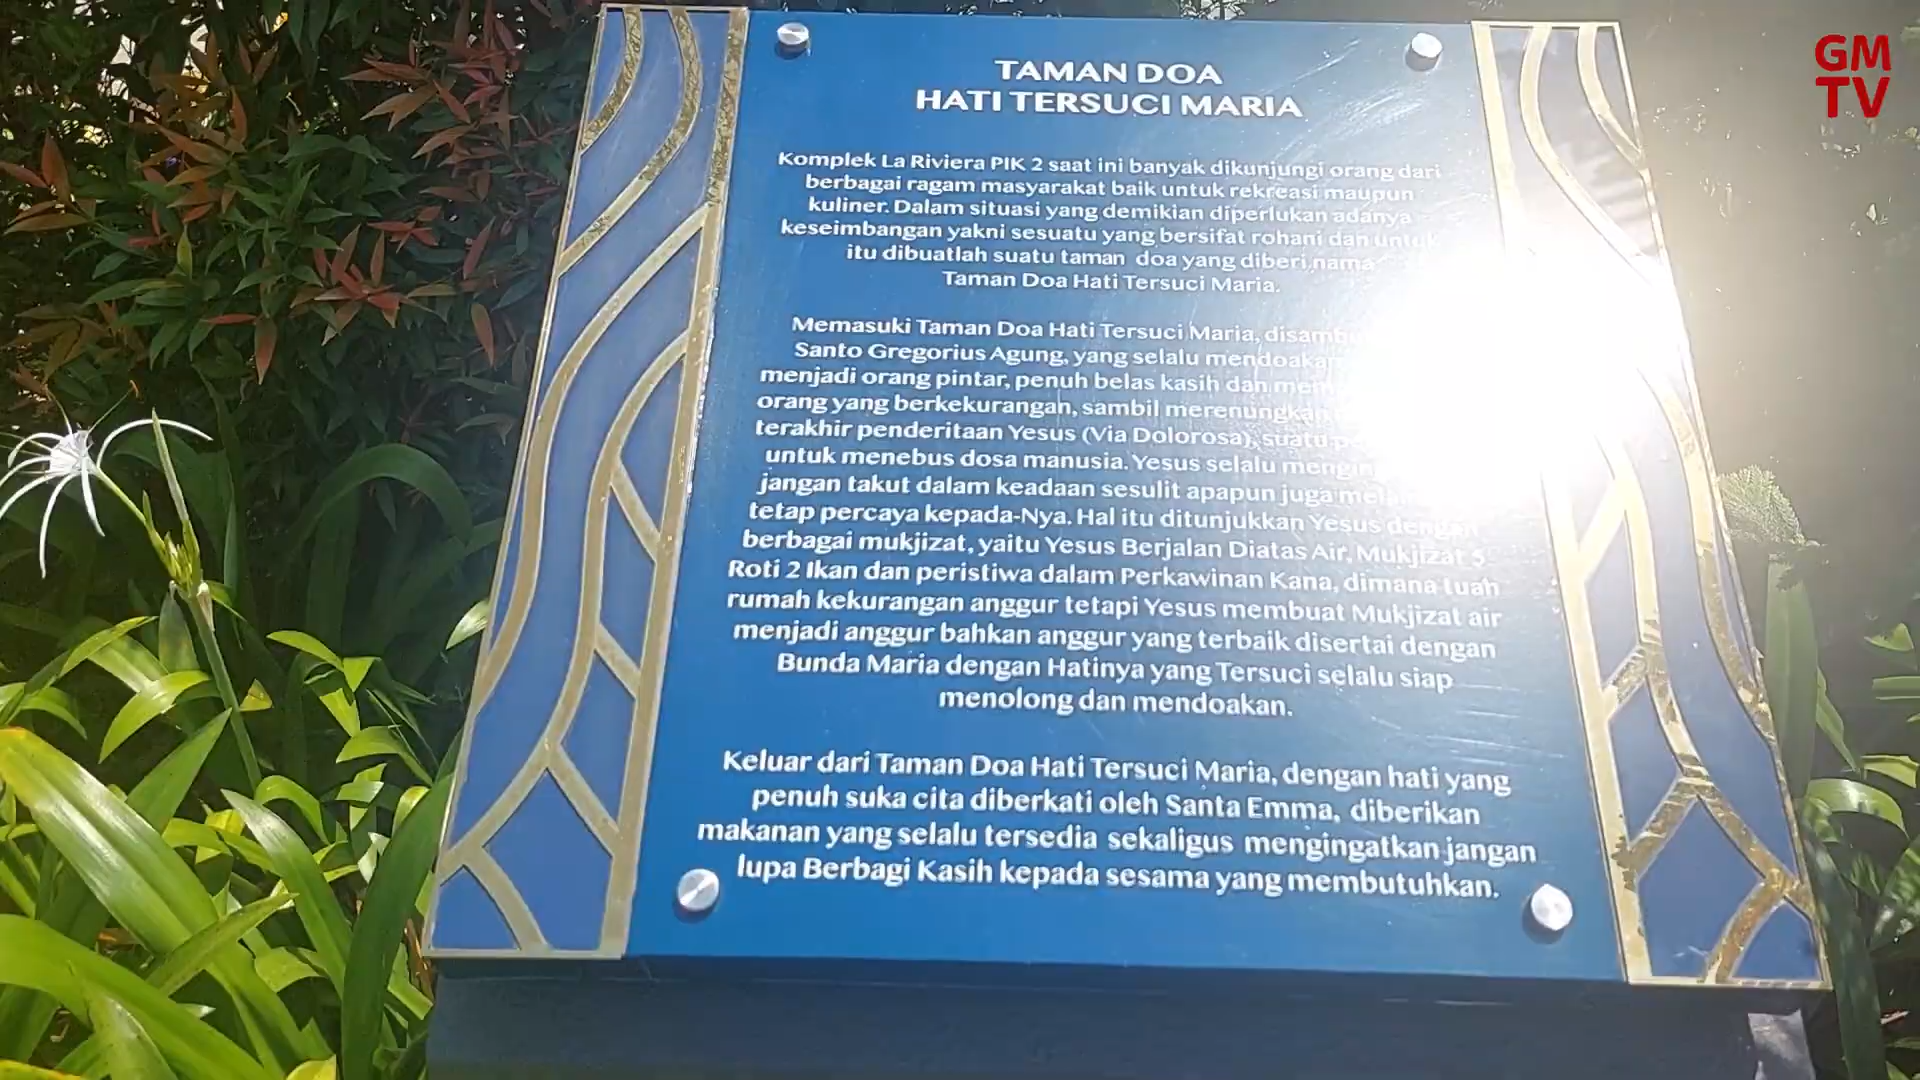 TAMAN DOA
HATI TERSUCI MARIA
Komplek La Riviera PIK 2 saat ini banyak dikunjungi orang dari
berbagai ragam masyarakat baik untuk rekreasi maupun
kuliner. Dalam situasi yang demikian diperlukan adanya
keseimbangan yakni sesuatu yang bersifat rohani dan untuk
itu dibuatlah suatu taman doa yang diberi nama
Taman Doa Hati Tersuci Maria.
Memasuki Taman Doa Hati Tersuci Maria,
Santo Gregorius Agung, yang selalu
menjadi orang pintar, penuh belas kasih dan
orang yang berkekurangan, sambil merenungkan
terakhir penderitaan Yesus (Via Dolorosa), suatu
untuk menebus dosa manusia. Yesus selalu
jangan takut dalam keadaan sesulit apapun juga
tetap percaya kepada-Nya. Hal itu ditunjukkan Yesus dengan
berbagai mukjizat, yaitu Yesus Berjalan Diatas Air, Mukjizat 5
Roti 2 Ikan dan peristiwa dalam Perkawinan Kana, dimana tuah
rumah kekurangan anggur tetapi Yesus membuat Mukjizat air
menjadi anggur bahkan anggur yang terbaik disertai dengan
Bunda Maria dengan Hatinya yang Tersuci selalu siap
menolong dan mendoakan.
Keluar dari Taman Doa Hati Tersuci Maria, dengan hati yang
penuh suka cita diberkati oleh Santa Emma, diberikan
makanan yang selalu tersedia sekaligus mengingatkan jangan
lupa Berbagi Kasih kepada sesama yang membutuhkan.
GM
TV